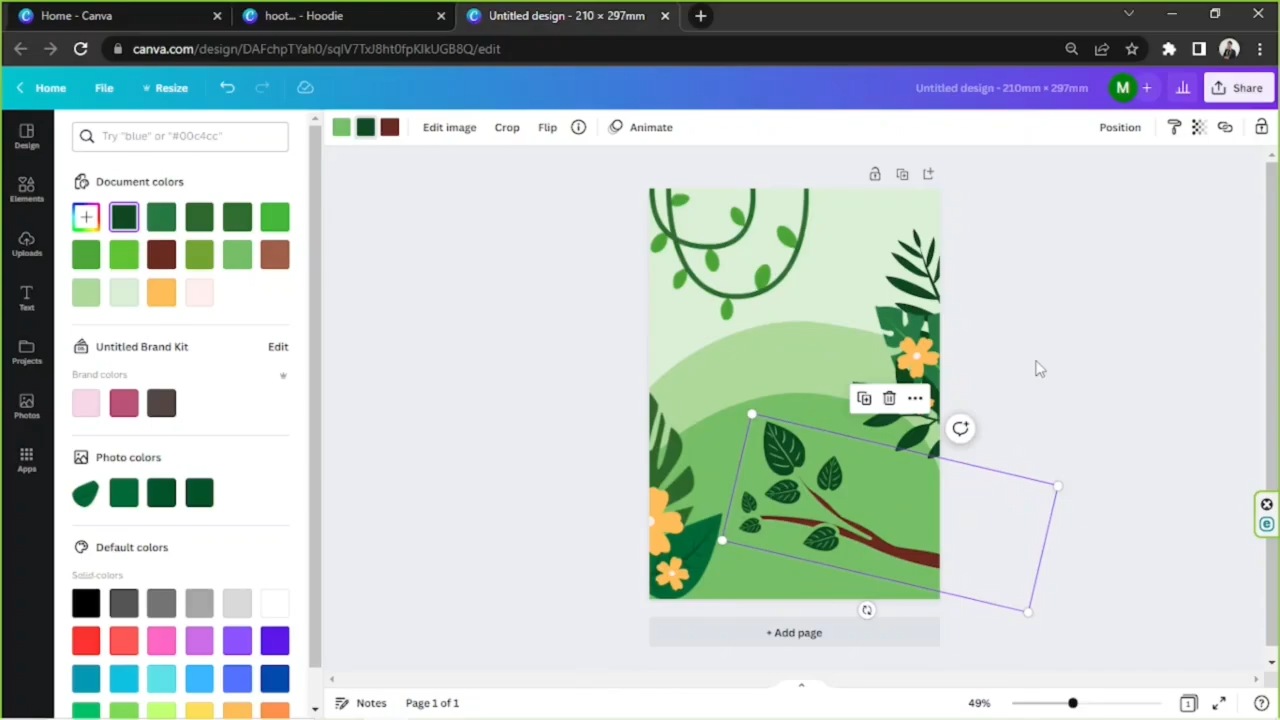 Home - Canva
hoot... - Hoodie
Untitled design - 210 × 297mm
canva.com/design/DAFchpTYah0/sqlV7TxJ8ht0fpKIkUGB8Q/edit
Home
File
Resize
Untitled design - 210mm × 297mm
M
Share
Design
Elements
Uploads
Text
Projects
Photos
Apps
Try "blue" or "#00c4cc"
Document colors
Untitled Brand Kit
Edit
Brand colors
Photo colors
Default colors
Solid colors
Edit image
Crop
Flip
Animate
Position
+ Add page
Notes
Page 1 of 1
49%
1